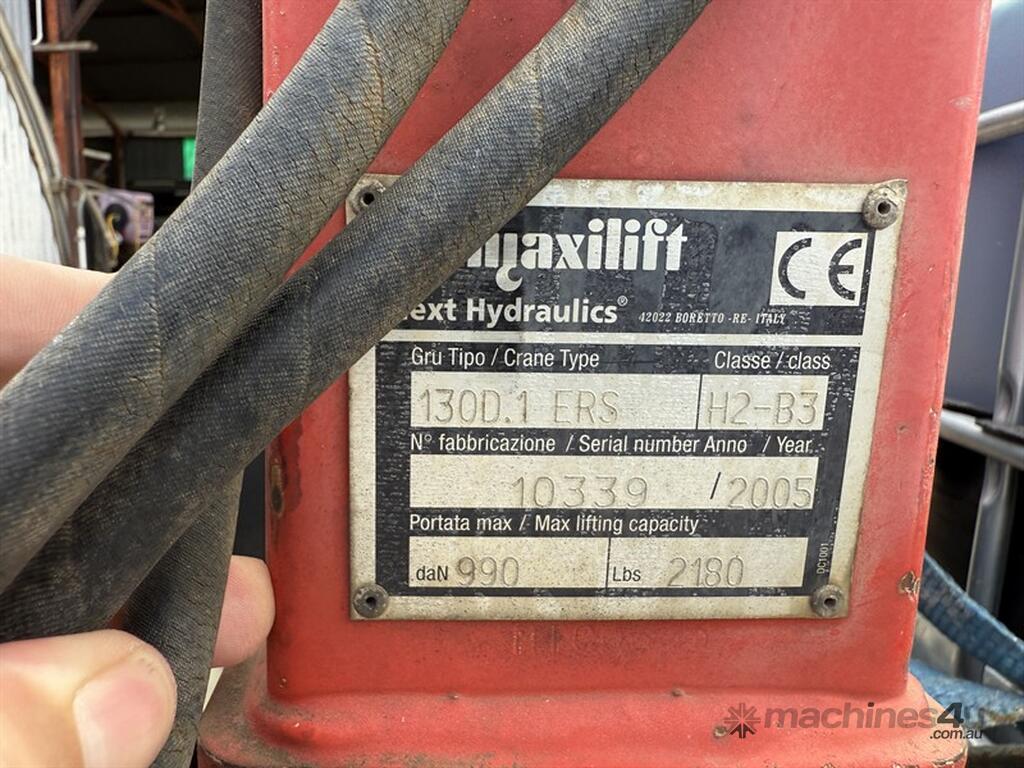 maxilift
ext Hydraulics®
42022 BORETTO -RE- ITALY
CE
Gru Tipo / Crane Type
Classe / class
130D.1 ERS
H2-B3
N° fabbricazione / Serial number Anno / Year
10339 / 2005
Portata max / Max lifting capacity
daN 990
Lbs 2180
DC1001
machines4u
.com.au